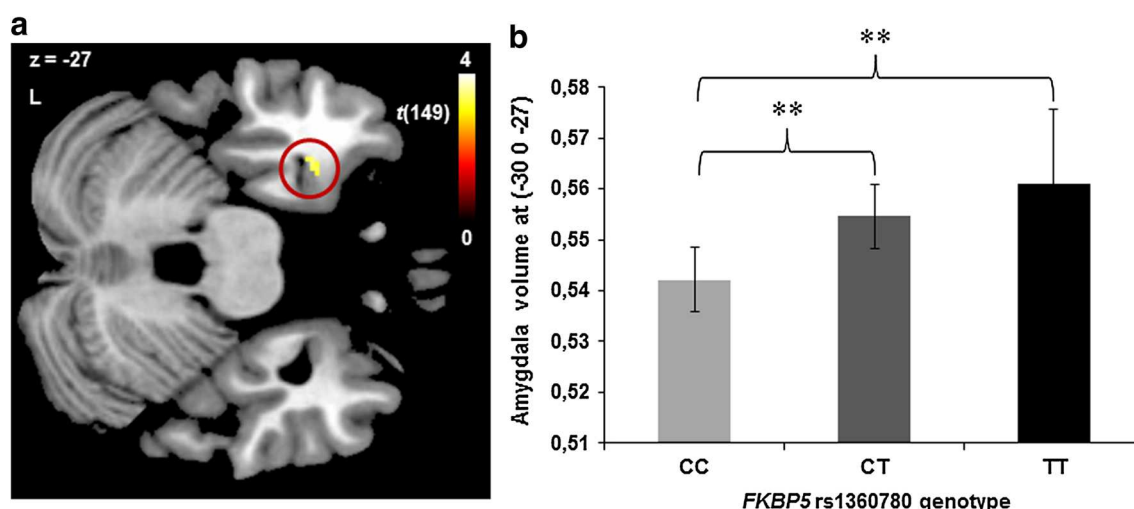 a
z = -27
L
4
t(149)
0
b
**
**
Amygdala volume at (-30 0 -27)
0,58
0,57
0,56
0,55
0,54
0,53
0,52
0,51
CC
CT
TT
FKBP5 rs1360780 genotype